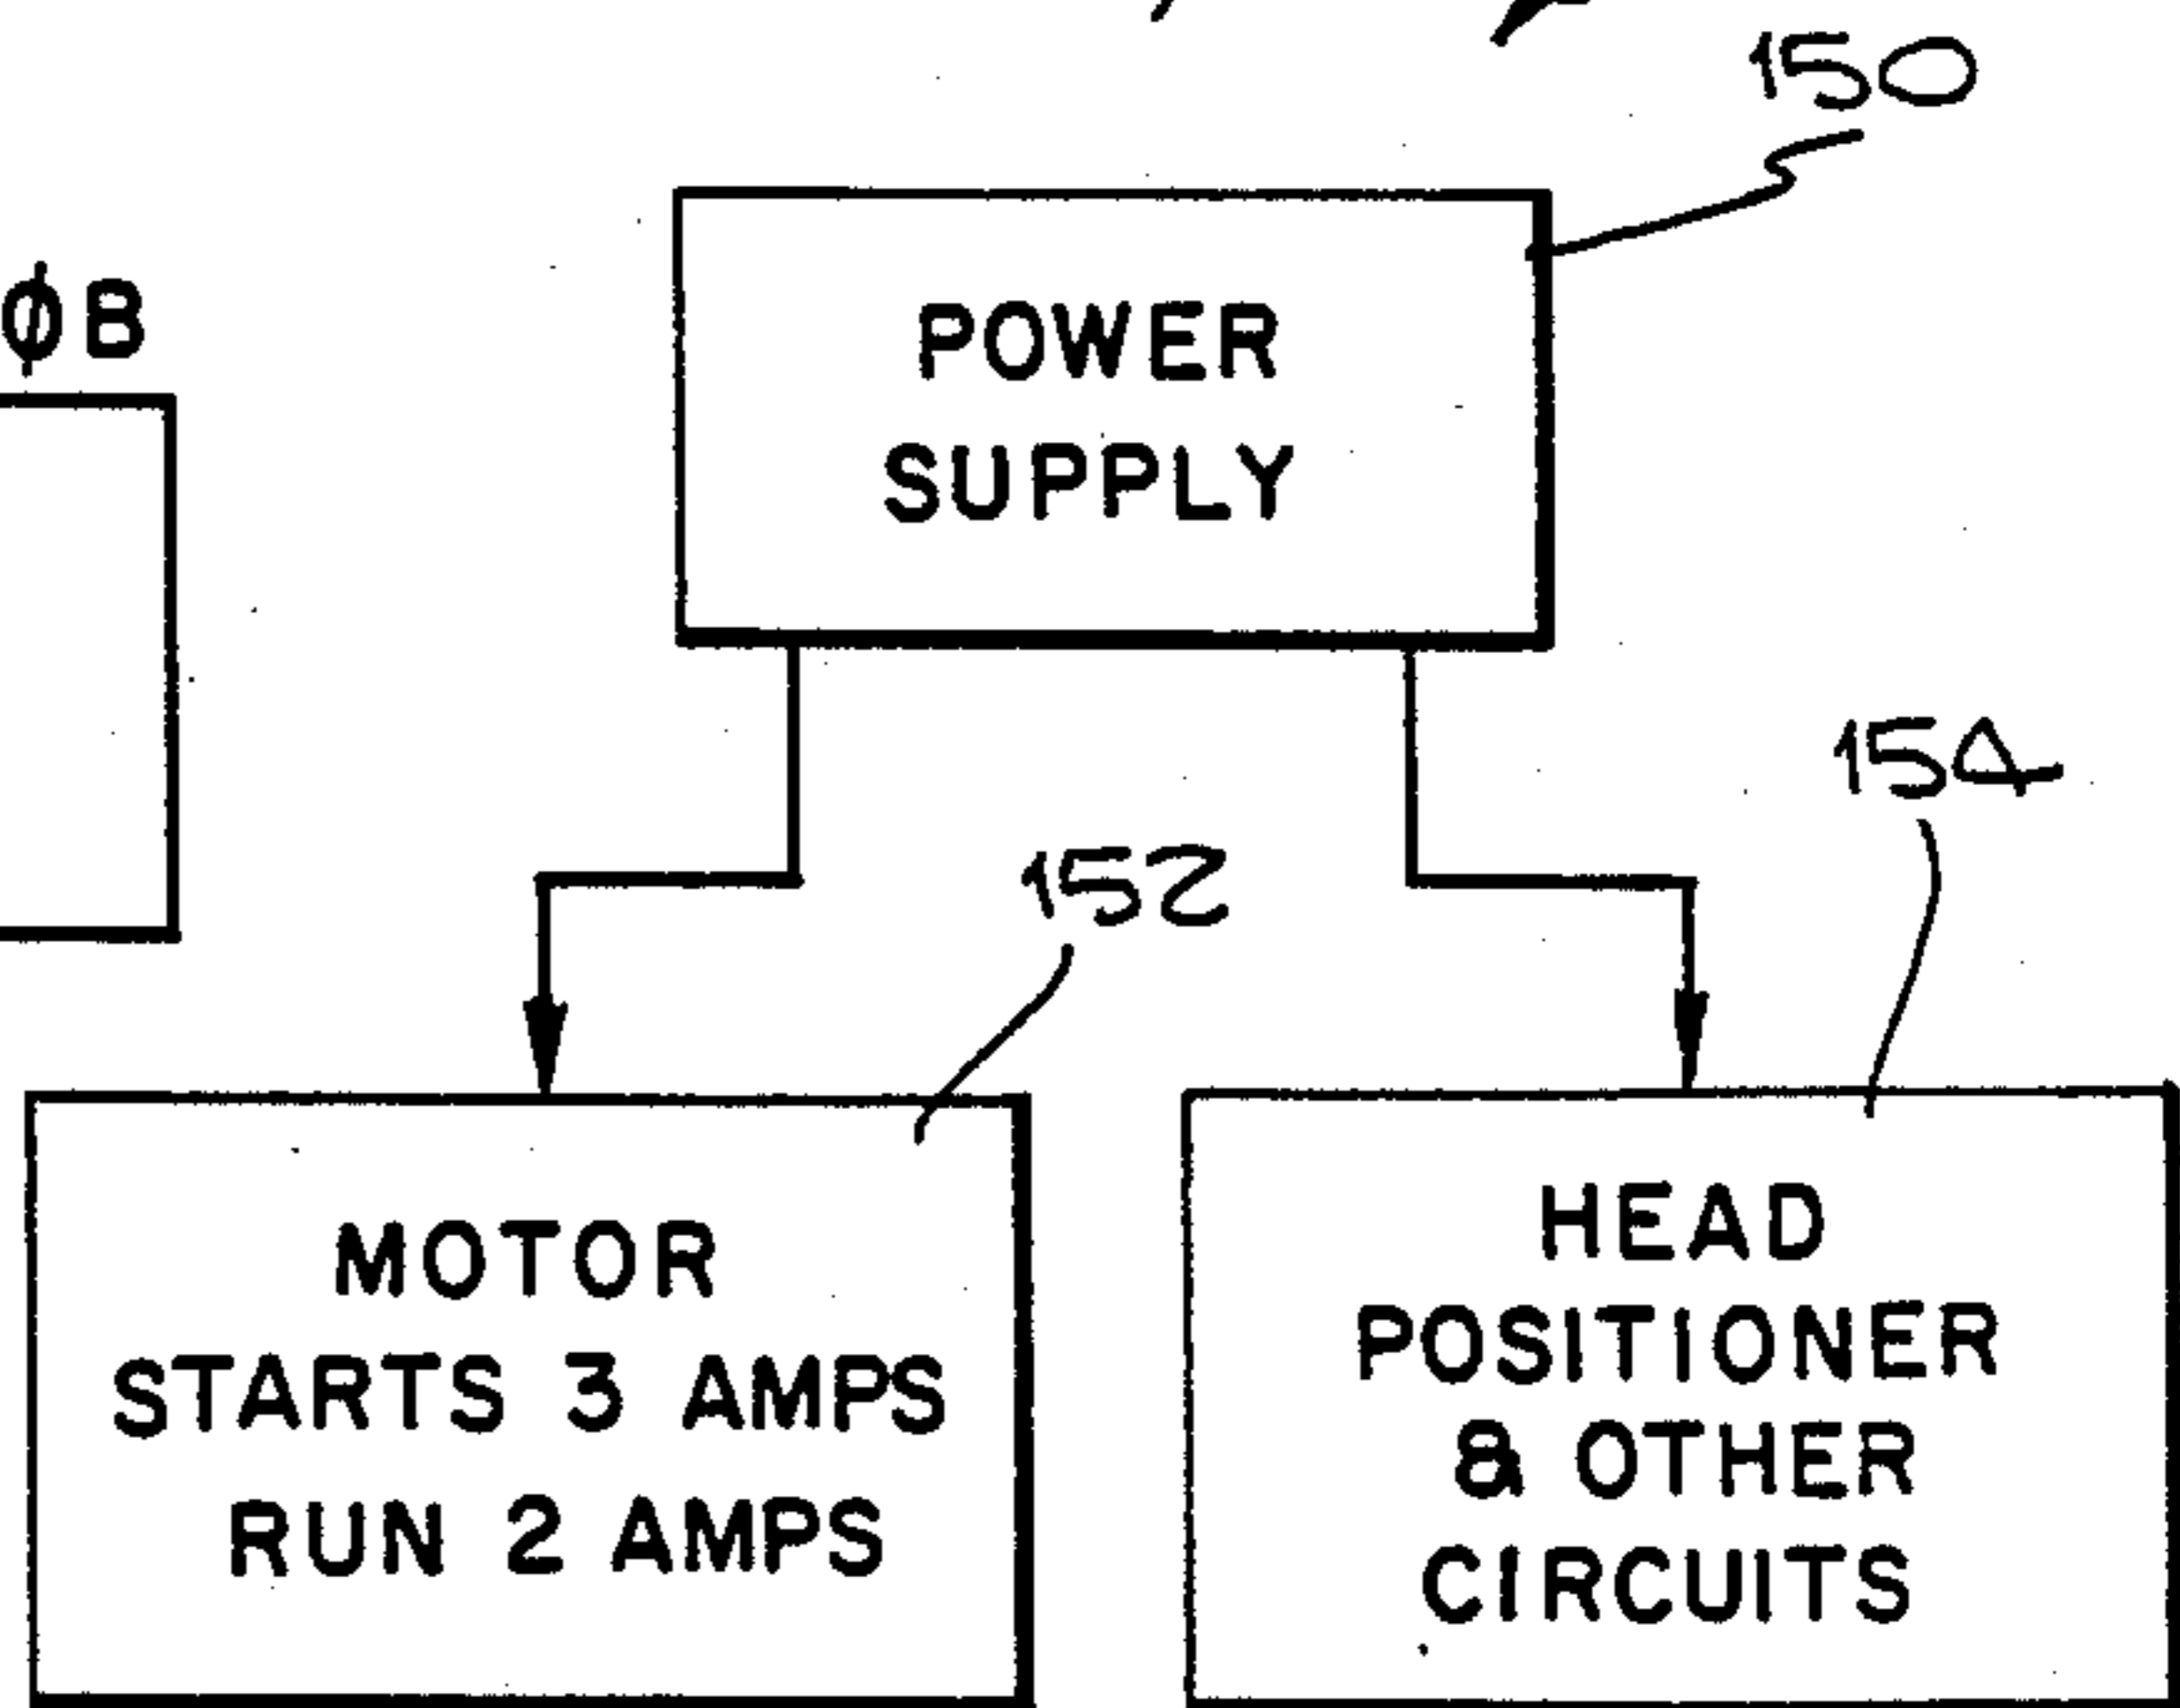 150
ØB
POWER
SUPPLY
154
152
MOTOR
STARTS 3 AMPS
RUN 2 AMPS
HEAD
POSITIONER
& OTHER
CIRCUITS